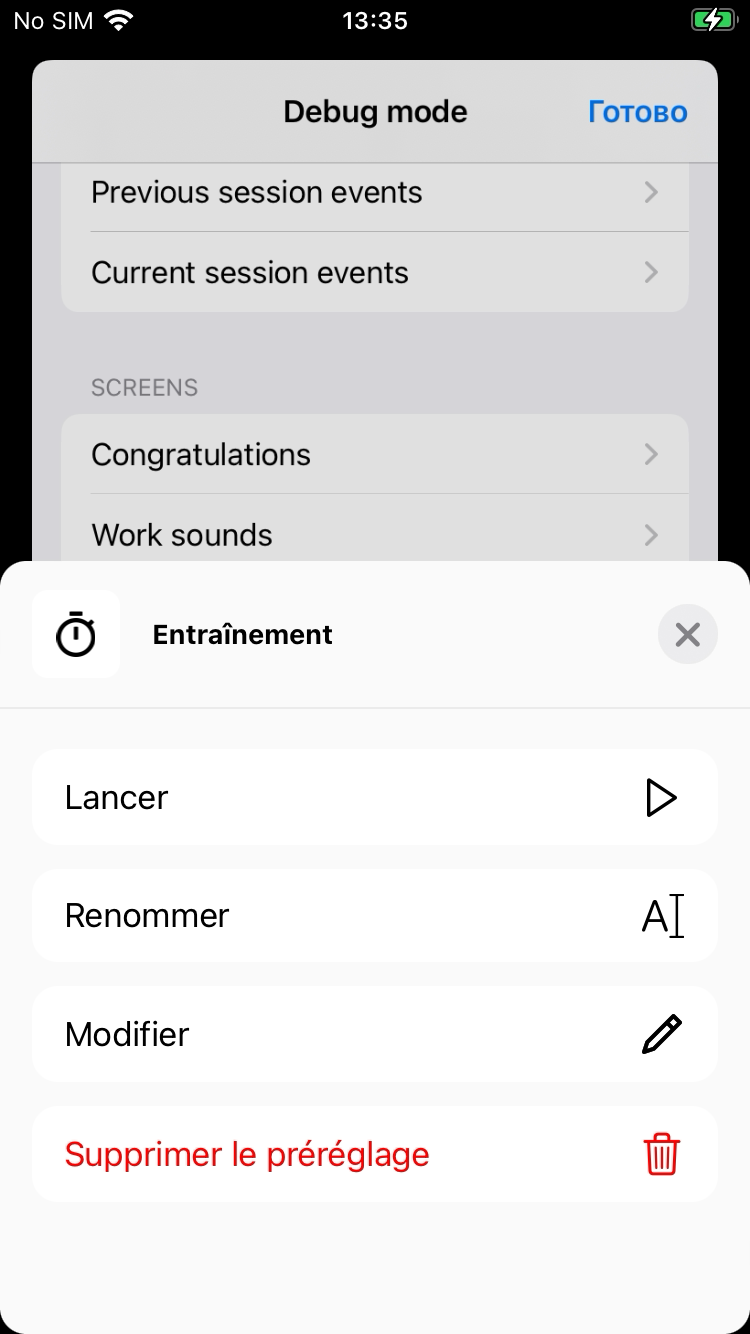 No SIM 13:35
Debug mode Готово
Previous session events
Current session events
SCREENS
Congratulations
Work sounds
Entraînement
Lancer
Renommer
Modifier
Supprimer le préréglage